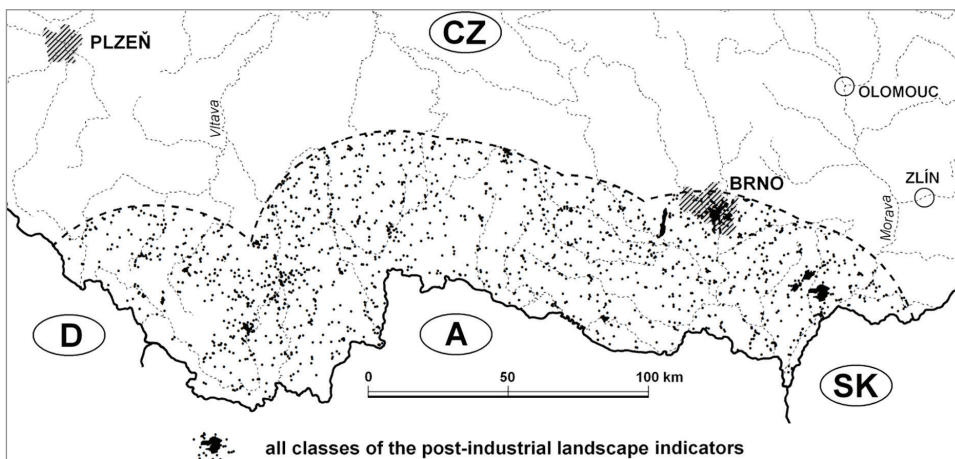 CZ
PLZEŇ
OLOMOUC
Vltava
BRNO
ZLÍN
Morava
D
A
SK
0 50 100 km
all classes of the post-industrial landscape indicators